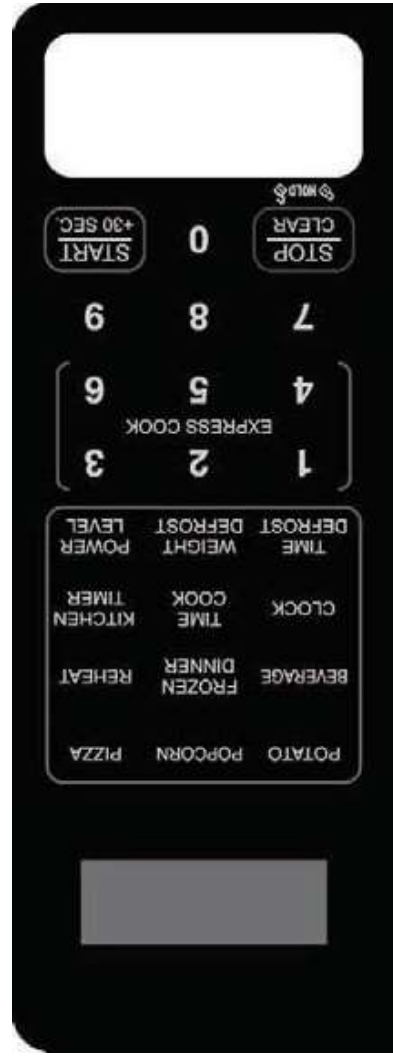 POTATO POPCORN PIZZA
BEVERAGE
FROZEN
DINNER
REHEAT
CLOCK
TIME
COOK
KITCHEN
TIMER
TIME
DEFROST
WEIGHT
DEFROST
POWER
LEVEL
1 2 3
EXPRESS COOK
4 5 6
7 8 9
STOP
CLEAR
0
START
+30 SEC.
HOLD